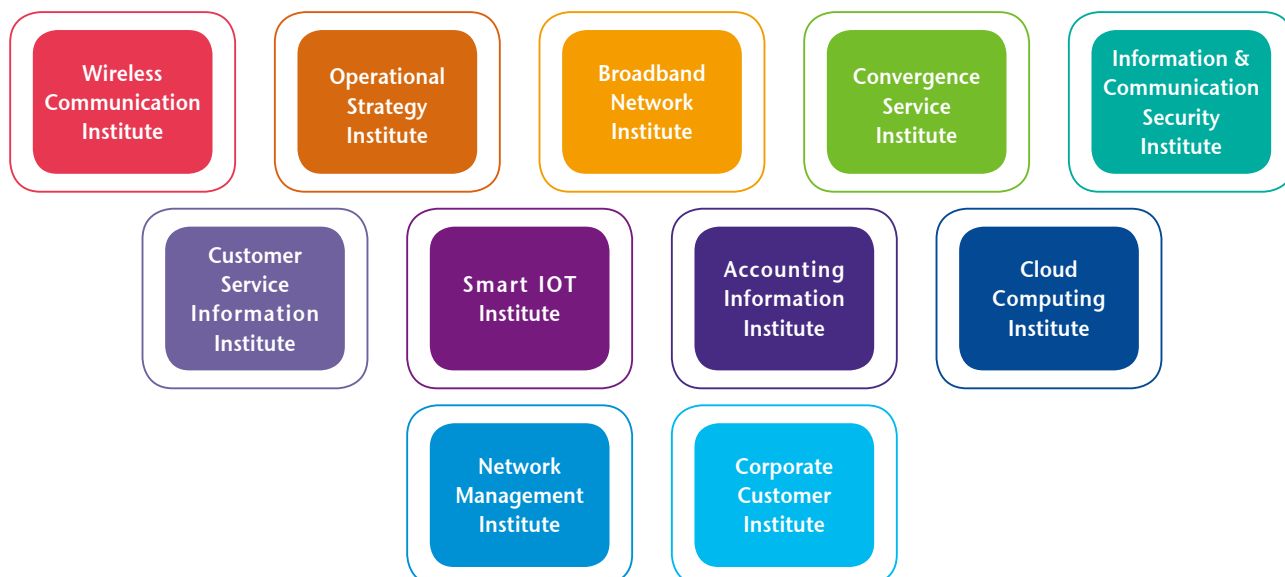 Wireless
Communication
Institute
Operational
Strategy
Institute
Broadband
Network
Institute
Convergence
Service
Institute
Information &
Communication
Security
Institute
Customer
Service
Information
Institute
Smart IOT
Institute
Accounting
Information
Institute
Cloud
Computing
Institute
Network
Management
Institute
Corporate
Customer
Institute